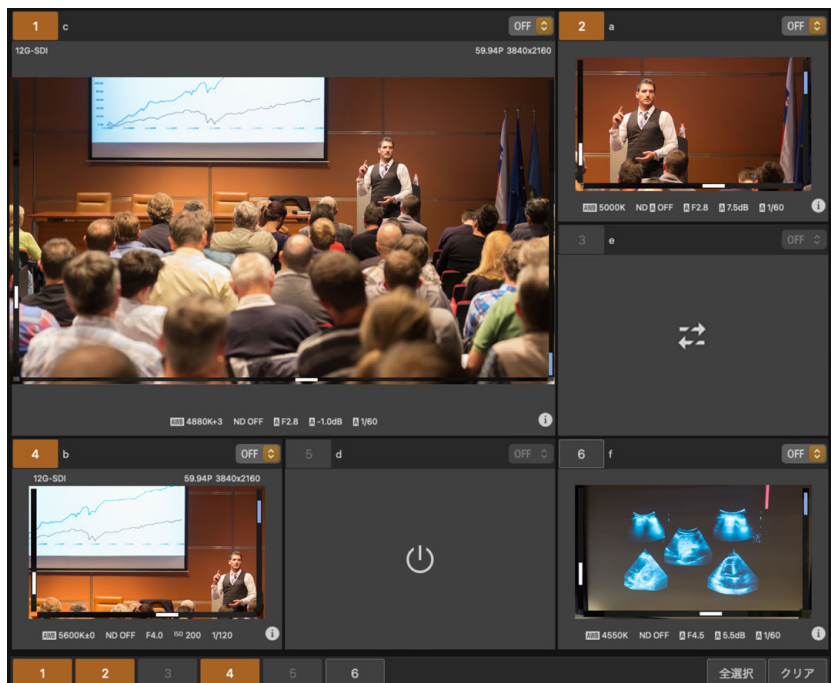 1 c OFF
12G-SDI 59.94P 3840x2160
AWB 4880K+3 ND OFF A F2.8 A -1.0dB A 1/60 i
2 a OFF
AWB 5000K ND A OFF A F2.8 A 7.5dB A 1/60 i
3 e OFF
4 b OFF
12G-SDI 59.94P 3840x2160
AWB 5600K±0 ND OFF F4.0 ISO 200 1/120 i
5 d OFF
6 f OFF
AWB 4550K ND OFF A F4.5 A 5.5dB A 1/60 i
1 2 3 4 5 6 全選択 クリア